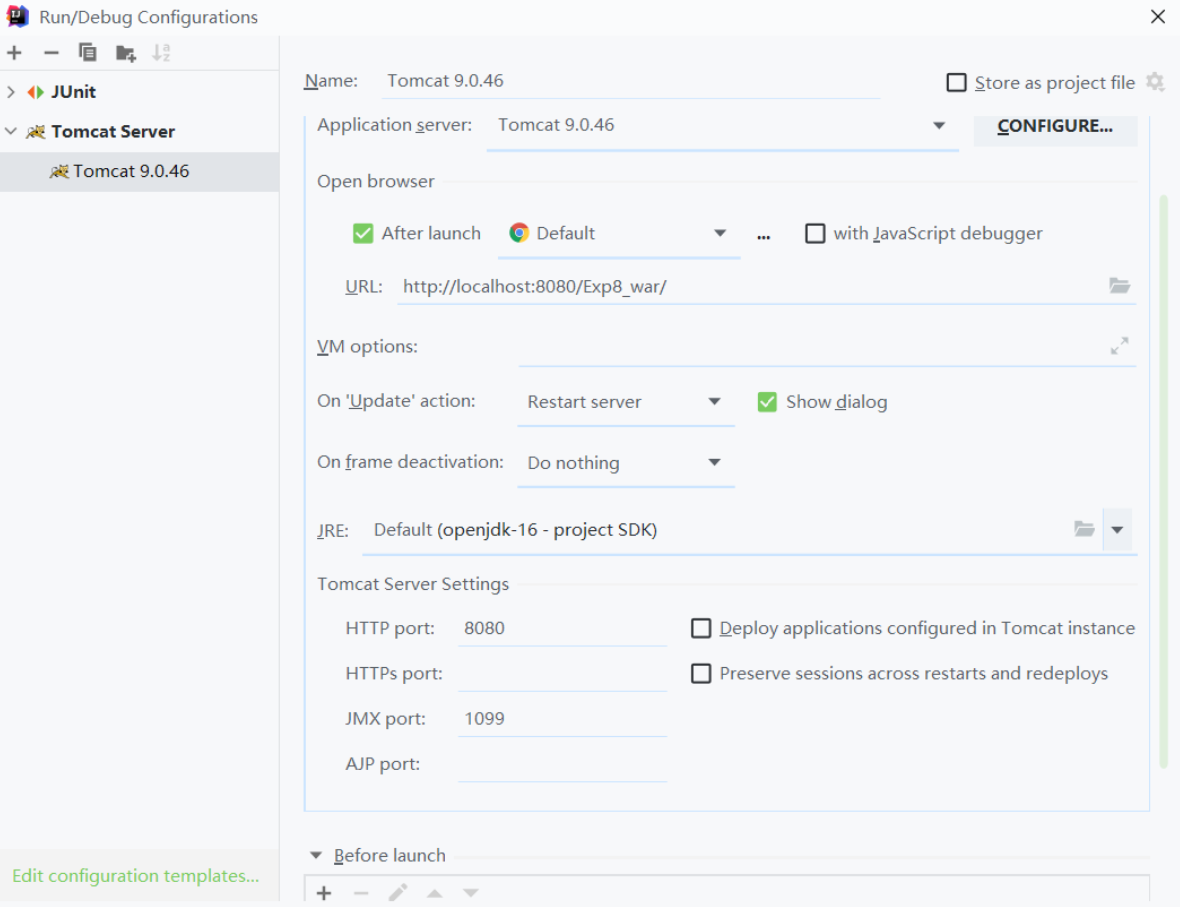 Run/Debug Configurations
JUnit
Tomcat Server
Tomcat 9.0.46
Edit configuration templates...
Name: Tomcat 9.0.46
Store as project file
Application server: Tomcat 9.0.46
CONFIGURE...
Open browser
After launch Default ... with JavaScript debugger
URL: http://localhost:8080/Exp8_war/
VM options:
On 'Update' action: Restart server Show dialog
On frame deactivation: Do nothing
JRE: Default (openjdk-16 - project SDK)
Tomcat Server Settings
HTTP port: 8080 Deploy applications configured in Tomcat instance
HTTPs port: Preserve sessions across restarts and redeploys
JMX port: 1099
AJP port:
Before launch